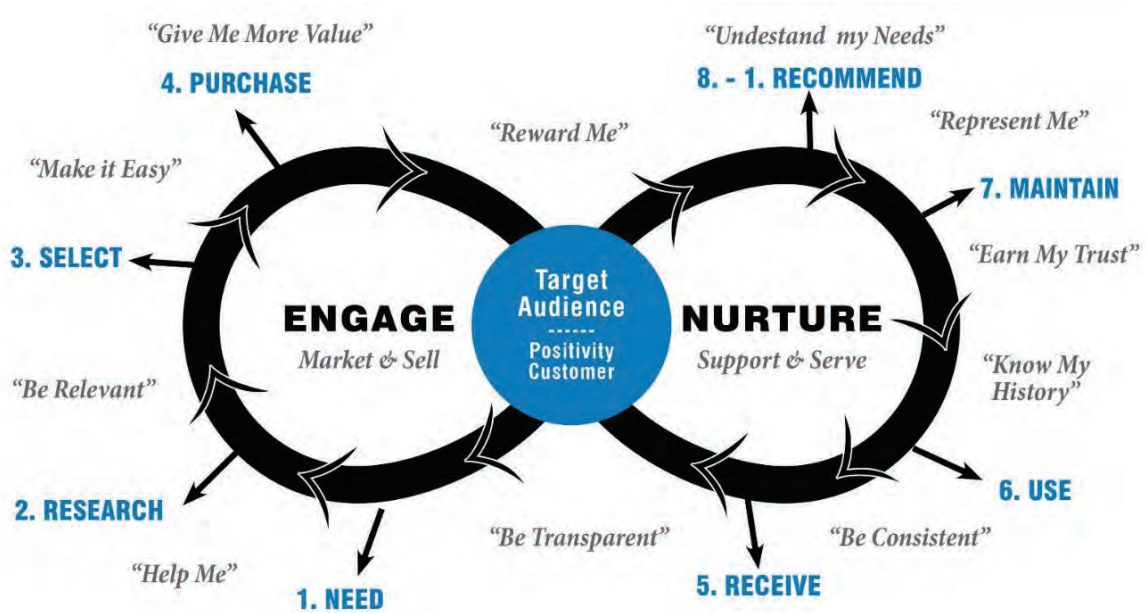 “Give Me More Value”
4. PURCHASE
“Undestand my Needs”
8. - 1. RECOMMEND
“Reward Me”
“Represent Me”
“Make it Easy”
7. MAINTAIN
3. SELECT
“Earn My Trust”
Target
Audience
------
Positivity
Customer
ENGAGE
Market & Sell
NURTURE
Support & Serve
“Be Relevant”
“Know My
History”
2. RESEARCH
6. USE
“Be Transparent”
“Be Consistent”
“Help Me”
1. NEED
5. RECEIVE